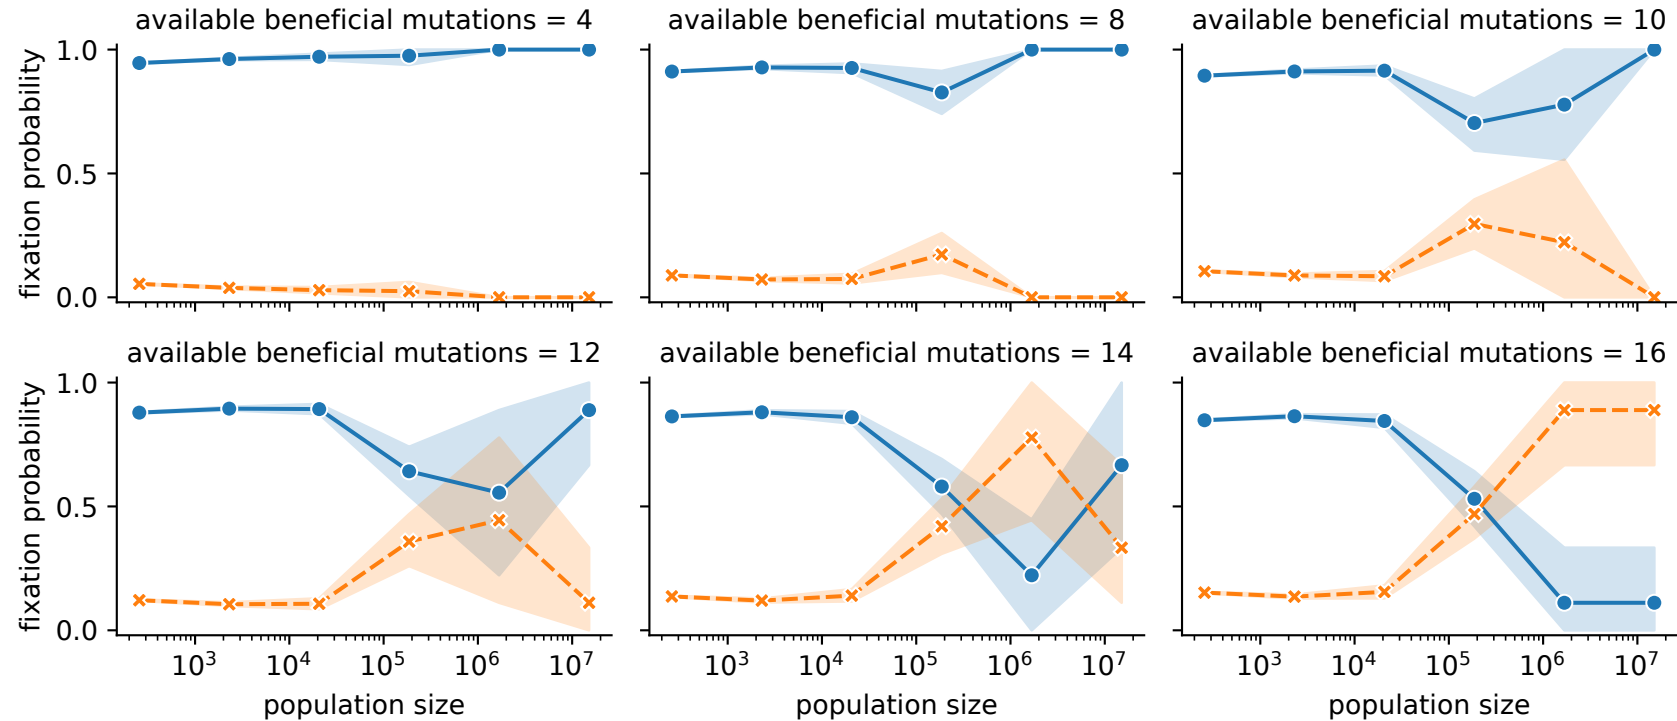 available beneficial mutations = 4
available beneficial mutations = 8
available beneficial mutations = 10
fixation probability
1.0
0.5
0.0
available beneficial mutations = 12
available beneficial mutations = 14
available beneficial mutations = 16
fixation probability
1.0
0.5
0.0
10³ 10⁴ 10⁵ 10⁶ 10⁷
10³ 10⁴ 10⁵ 10⁶ 10⁷
10³ 10⁴ 10⁵ 10⁶ 10⁷
population size
population size
population size